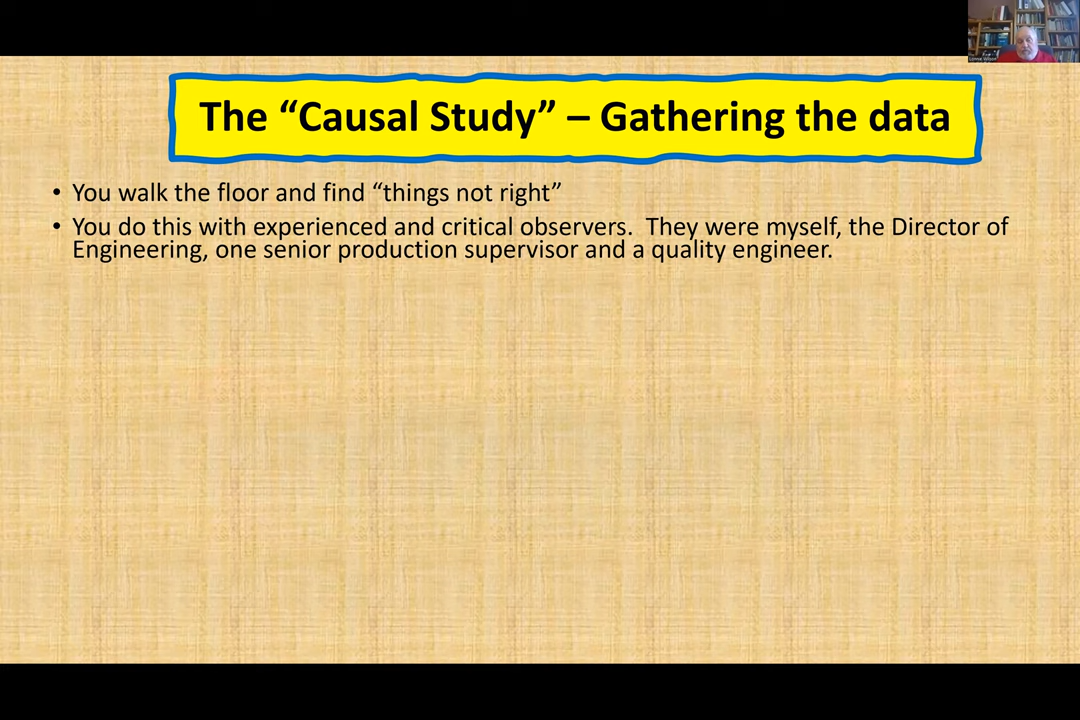 The “Causal Study” – Gathering the data
• You walk the floor and find “things not right”
• You do this with experienced and critical observers. They were myself, the Director of
Engineering, one senior production supervisor and a quality engineer.